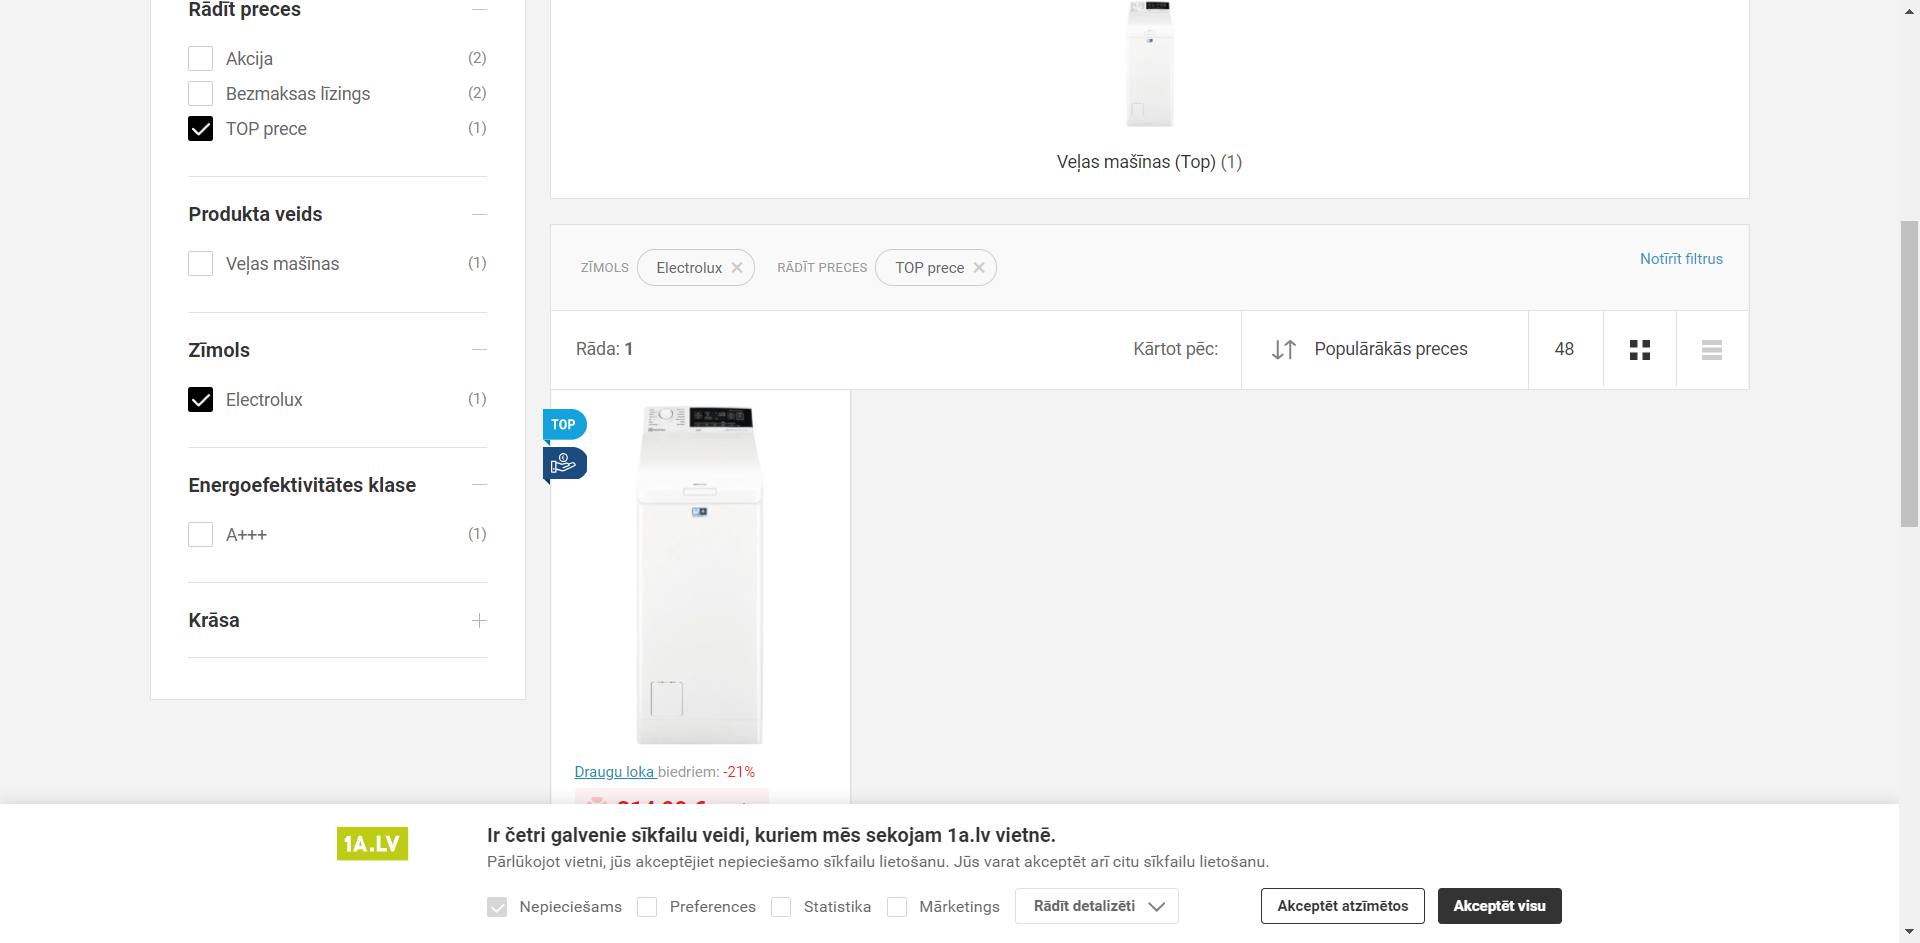 Rādīt preces
Akcija (2)
Bezmaksas līzings (2)
TOP prece (1)
Produkta veids
Veļas mašīnas (1)
Zīmols
Electrolux (1)
Energoefektivitātes klase
A+++ (1)
Krāsa
Veļas mašīnas (Top) (1)
ZĪMOLS Electrolux RĀDĪT PRECES TOP prece
Notīrīt filtrus
Rāda: 1
Kārtot pēc: Populārākās preces 48
TOP
Draugu loka biedriem: -21%
1A.LV
Ir četri galvenie sīkfailu veidi, kuriem mēs sekojam 1a.lv vietnē.
Pārlūkojot vietni, jūs akceptējiet nepieciešamo sīkfailu lietošanu. Jūs varat akceptēt arī citu sīkfailu lietošanu.
Nepieciešams Preferences Statistika Mārketings Rādīt detalizēti Akceptēt atzīmētos Akceptēt visu